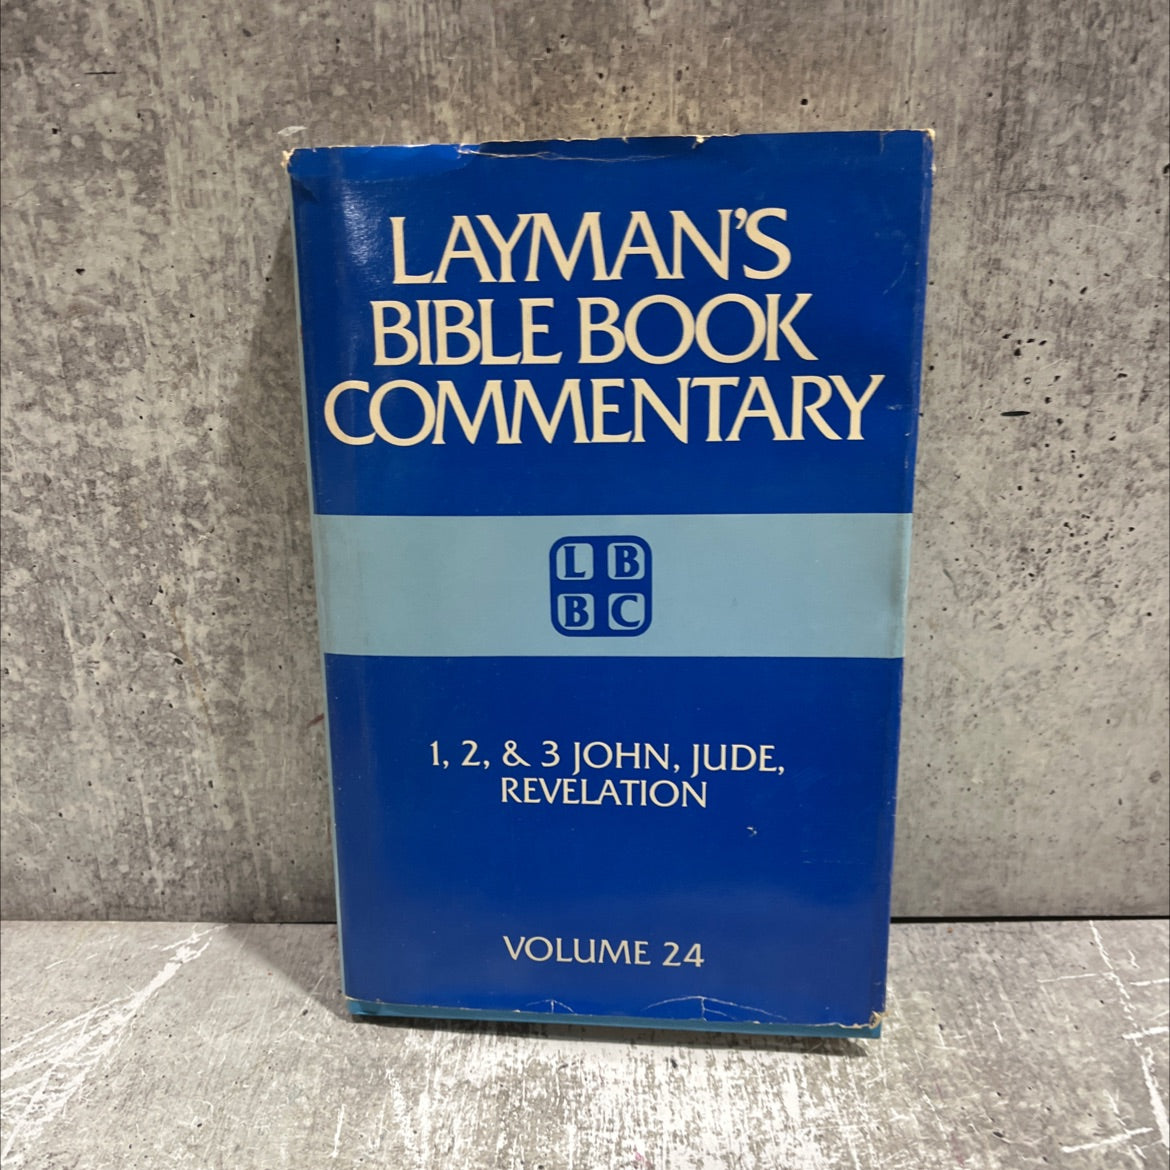 LAYMAN'S
BIBLE BOOK
COMMENTARY
L B
B C
1, 2, & 3 JOHN, JUDE,
REVELATION
VOLUME 24